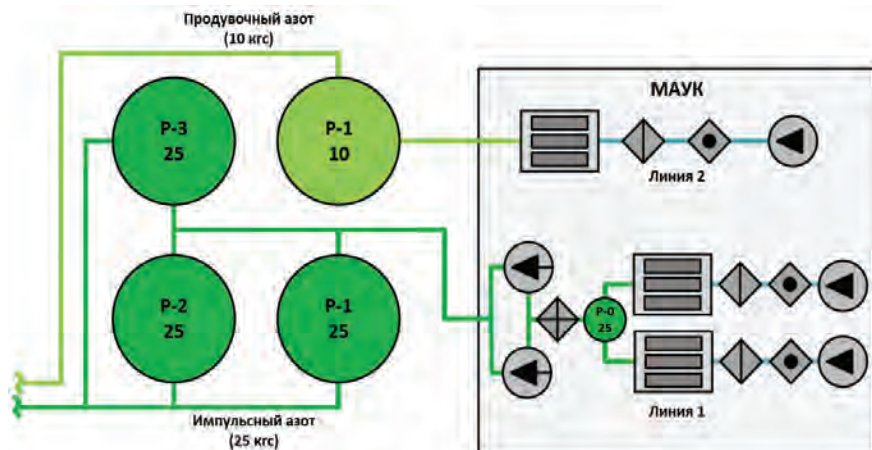 Продувочный азот
(10 кгс)
МАУК
Р-3
25
Р-1
10
Линия 2
Р-2
25
Р-1
25
Р-0
25
Линия 1
Импульсный азот
(25 кгс)